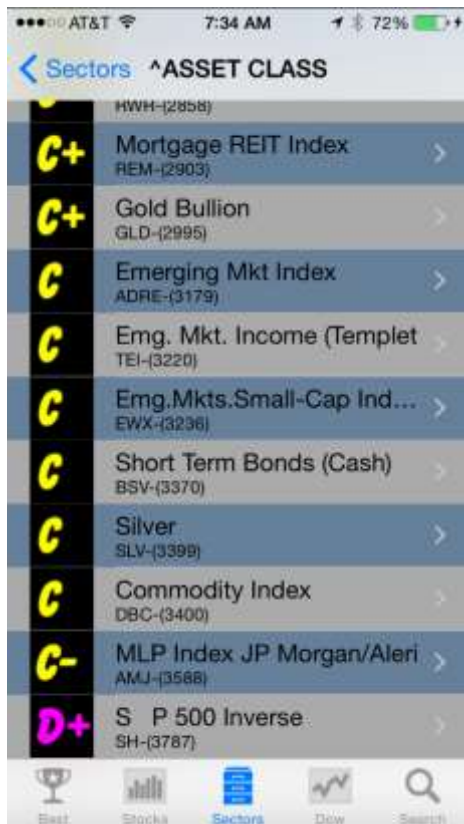 AT&T 7:34 AM 72%
Sectors ^ASSET CLASS
RWR-(2858)
C+ Mortgage REIT Index
REM-(2903)
C+ Gold Bullion
GLD-(2995)
C Emerging Mkt Index
ADRE-(3179)
C Emg. Mkt. Income (Templet
TEI-(3220)
C Emg.Mkts.Small-Cap Ind...
EWX-(3236)
C Short Term Bonds (Cash)
BSV-(3370)
C Silver
SLV-(3399)
C Commodity Index
DBC-(3400)
C- MLP Index JP Morgan/Aleri
AMJ-(3588)
D+ S P 500 Inverse
SH-(3787)
Best Stocks Sectors Dow Search